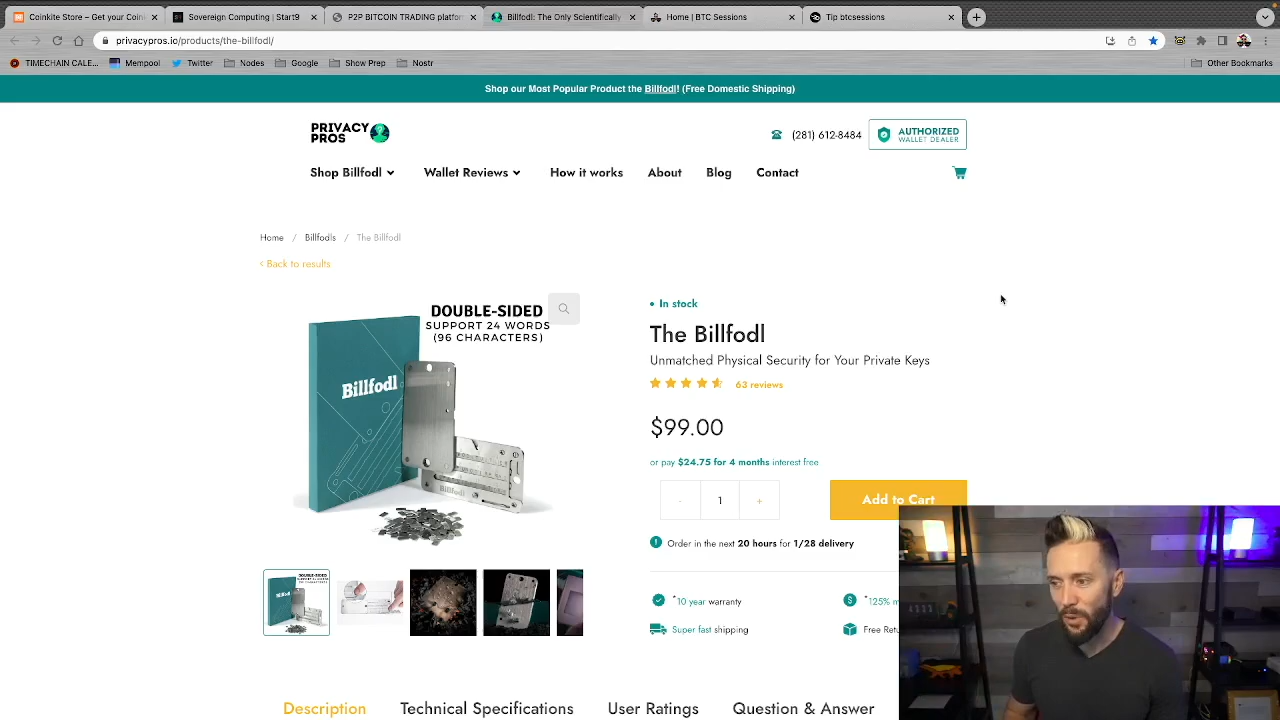 Coinkite Store – E
Sovereign Computing | Start9
P2P BITCOIN TRADING platfor
Billfodl: The Only Scientifically
Home | BTC Sessions
Tip btcsessions
privacypros.io/products/the-billfodl/
TIMECHAIN CALE...
Mempool
Twitter
Nodes
Google
Show Prep
Nostr
Other Bookmarks
Shop our Most Popular Product the Billfodl! (Free Domestic Shipping)
PRIVACY
PROS
(281) 612-8484
AUTHORIZED
WALLET DEALER
Shop Billfodl
Wallet Reviews
How it works
About
Blog
Contact
Home / Billfodls / The Billfodl
< Back to results
DOUBLE-SIDED
SUPPORT 24 WORDS
(96 CHARACTERS)
Billfodl
Billfodl
• In stock
The Billfodl
Unmatched Physical Security for Your Private Keys
63 reviews
$99.00
or pay $24.75 for 4 months interest free
- 1 +
Add to Cart
Order in the next 20 hours for 1/28 delivery
*10 year warranty
*125% m
Super fast shipping
Free Retu
Description
Technical Specifications
User Ratings
Question & Answer